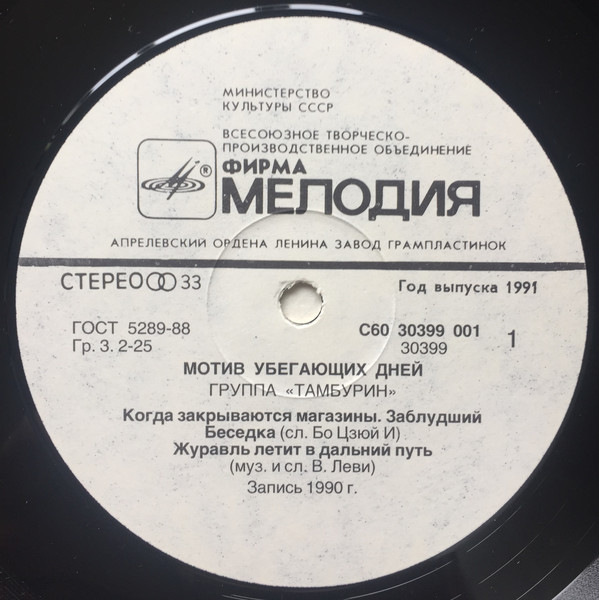 МИНИСТЕРСТВО
КУЛЬТУРЫ СССР
ВСЕСОЮЗНОЕ ТВОРЧЕСКО-
ПРОИЗВОДСТВЕННОЕ ОБЪЕДИНЕНИЕ
®
ФИРМА
МЕЛОДИЯ
АПРЕЛЕВСКИЙ ОРДЕНА ЛЕНИНА ЗАВОД ГРАМПЛАСТИНОК
СТЕРЕО 33
Год выпуска 1991
ГОСТ 5289-88
Гр. 3. 2-25
С60 30399 001
30399
1
МОТИВ УБЕГАЮЩИХ ДНЕЙ
ГРУППА «ТАМБУРИН»
Когда закрываются магазины. Заблудший
Беседка (сл. Бо Цзюй И)
Журавль летит в дальний путь
(муз. и сл. В. Леви)
Запись 1990 г.